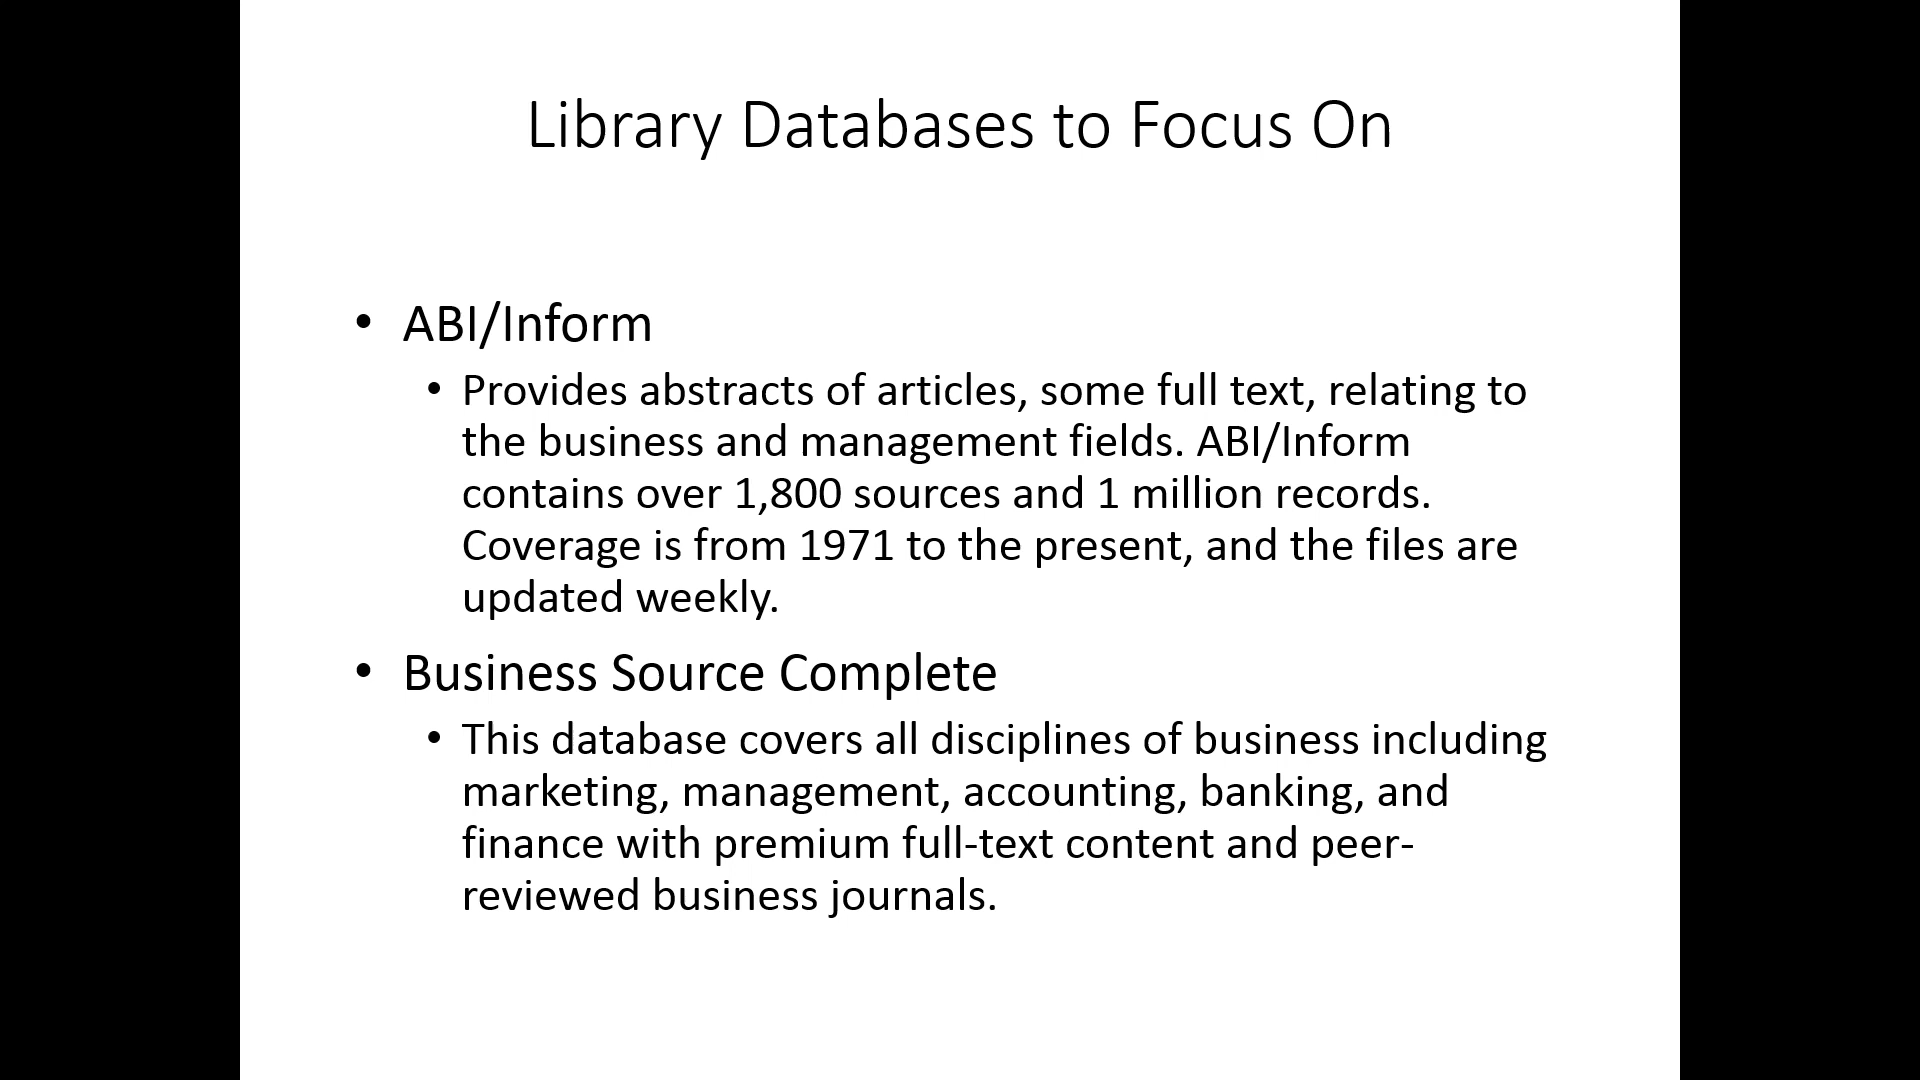 Library Databases to Focus On
• ABI/Inform
• Provides abstracts of articles, some full text, relating to
the business and management fields. ABI/Inform
contains over 1,800 sources and 1 million records.
Coverage is from 1971 to the present, and the files are
updated weekly.
• Business Source Complete
• This database covers all disciplines of business including
marketing, management, accounting, banking, and
finance with premium full-text content and peer-
reviewed business journals.